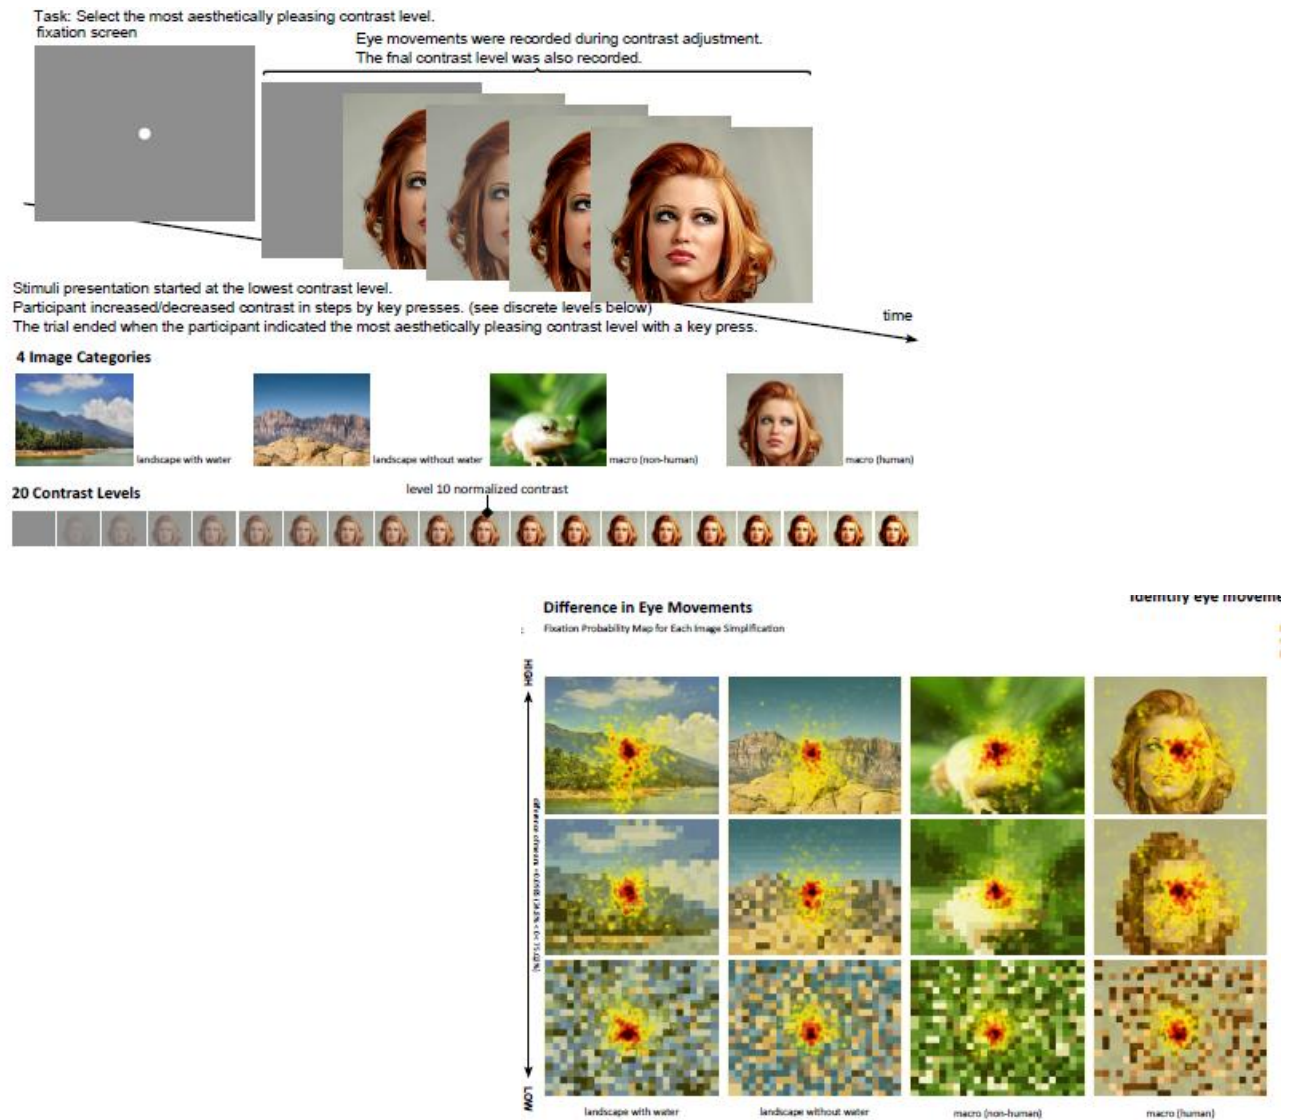 Task: Select the most aesthetically pleasing contrast level.
fixation screen
Eye movements were recorded during contrast adjustment.
The fnal contrast level was also recorded.
Stimuli presentation started at the lowest contrast level.
Participant increased/decreased contrast in steps by key presses. (see discrete levels below)
The trial ended when the participant indicated the most aesthetically pleasing contrast level with a key press.
time
4 Image Categories
landscape with water
landscape without water
macro (non-human)
macro (human)
20 Contrast Levels
level 10 normalized contrast
Difference in Eye Movements
Fixation Probability Map for Each Image Simplification
HIGH
LOW
landscape with water
landscape without water
macro (non-human)
macro (human)